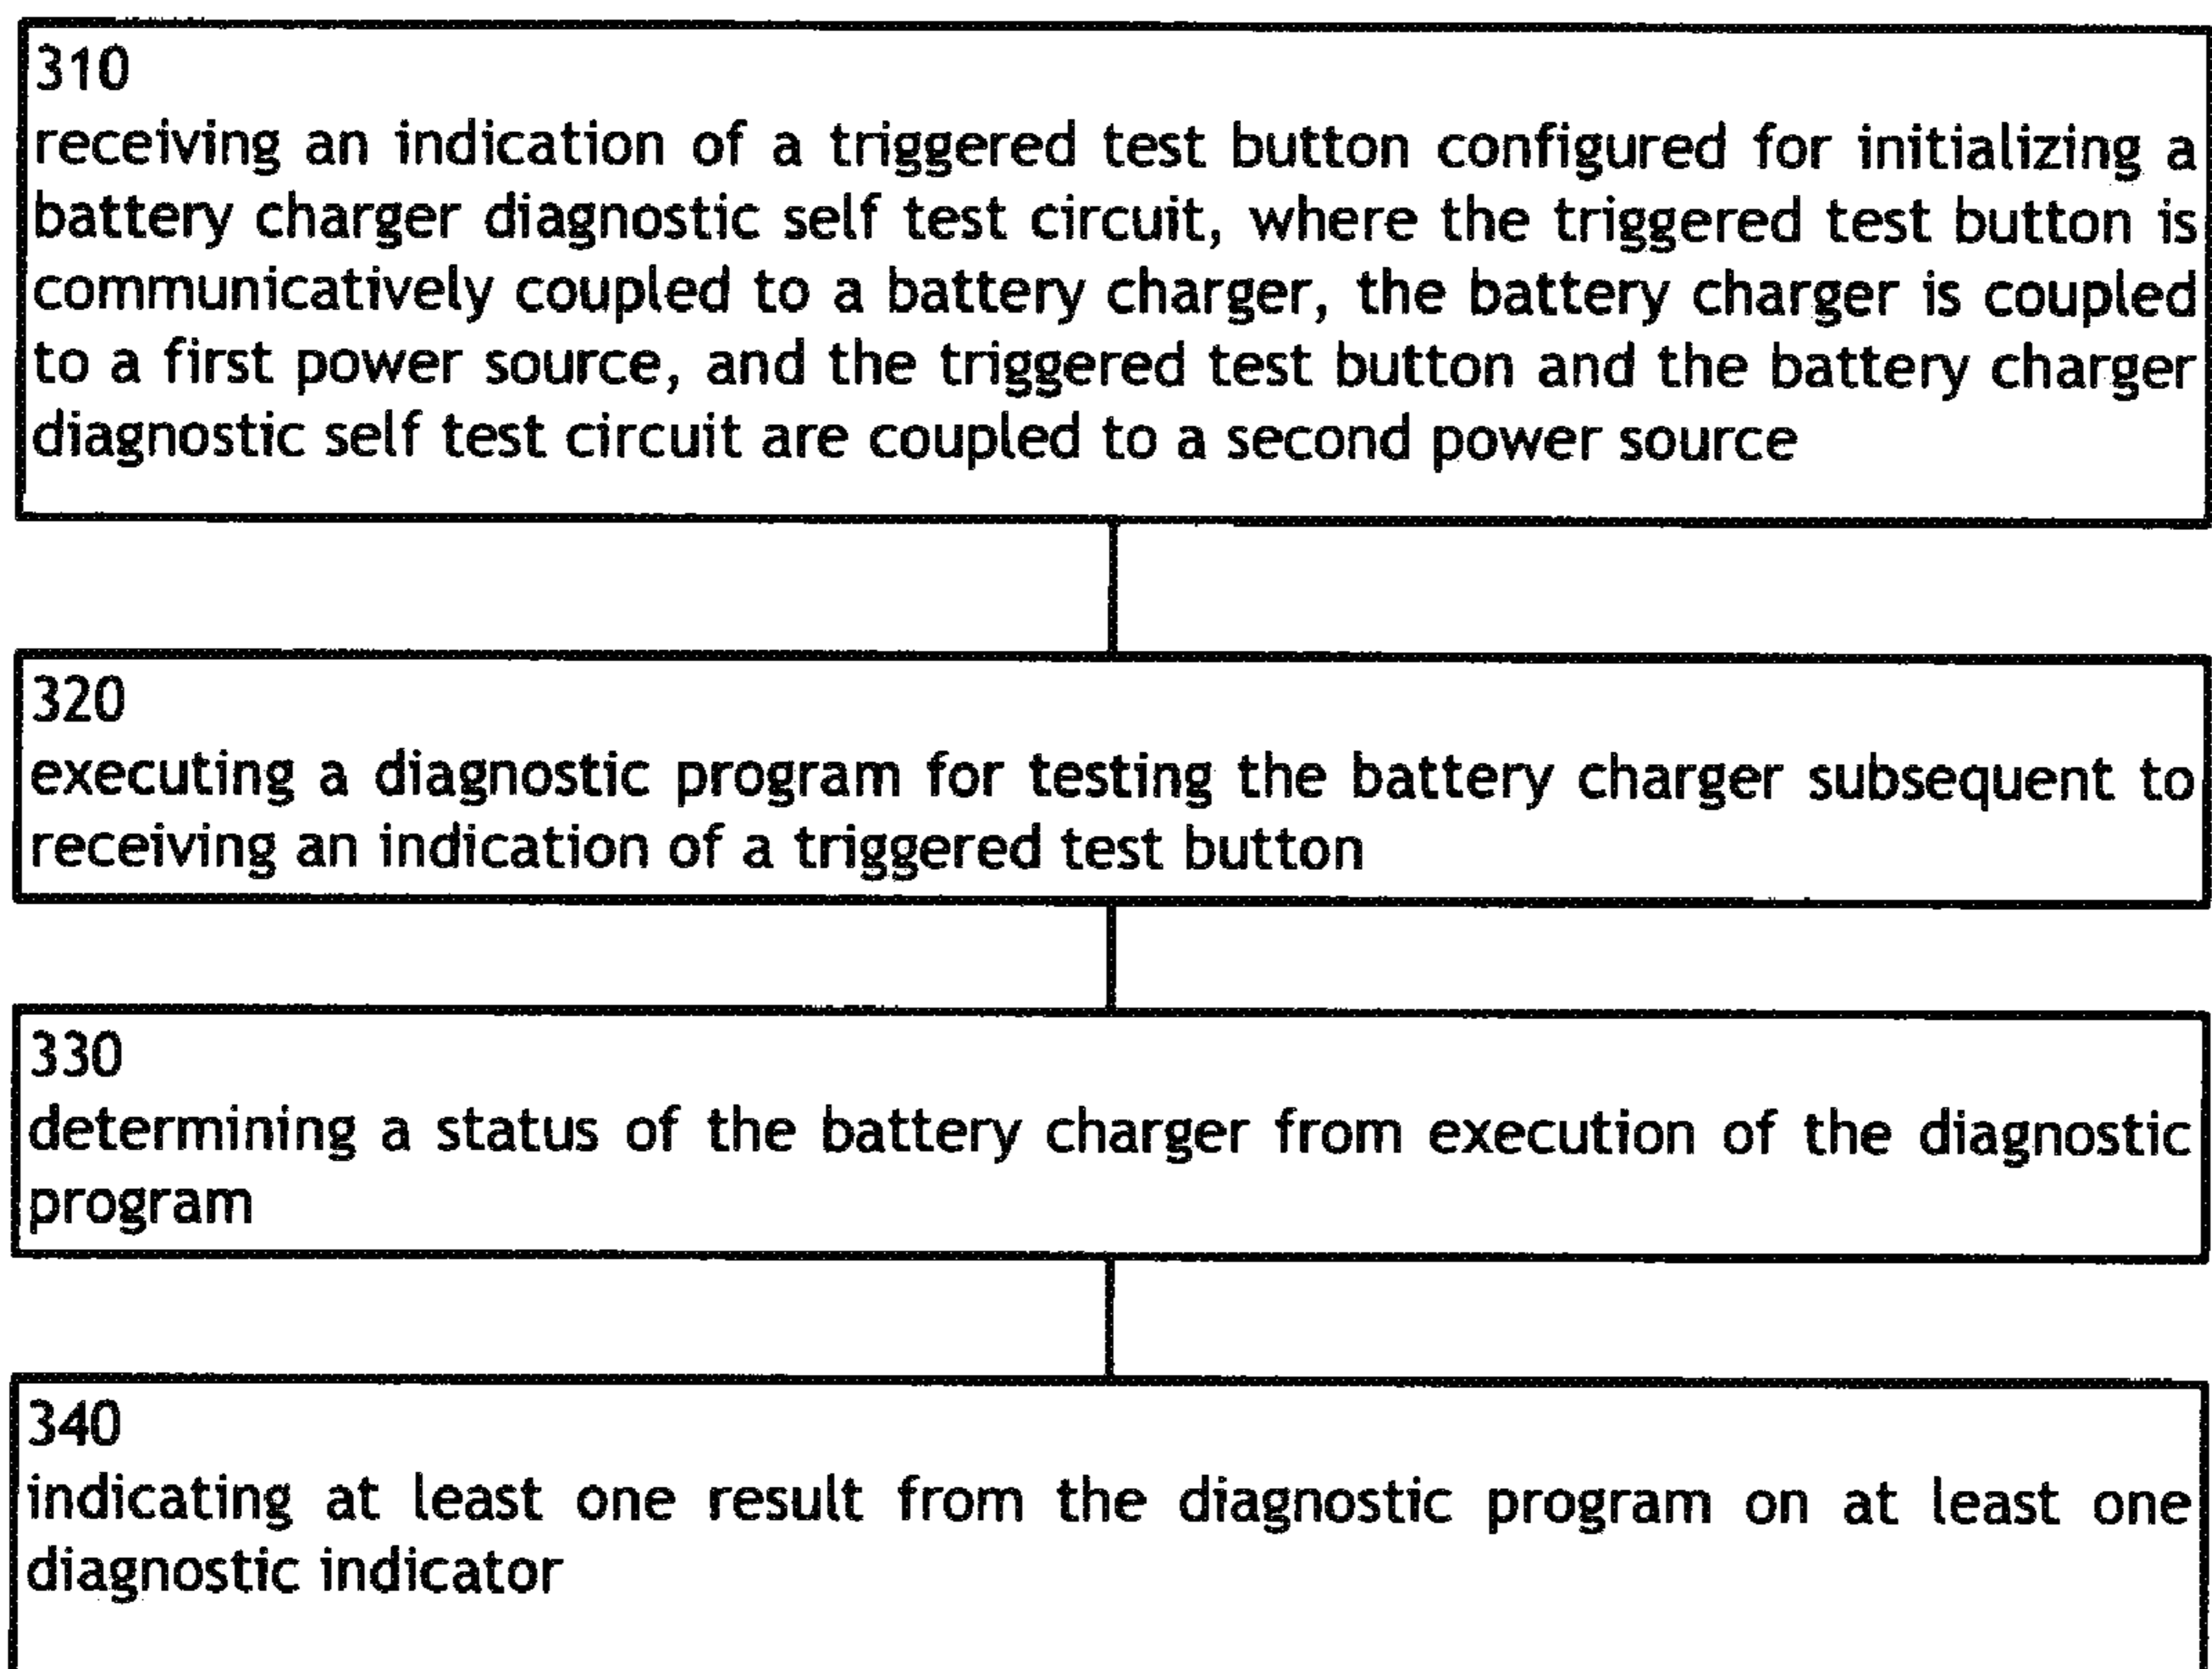 310
receiving an indication of a triggered test button configured for initializing a
battery charger diagnostic self test circuit, where the triggered test button is
communicatively coupled to a battery charger, the battery charger is coupled
to a first power source, and the triggered test button and the battery charger
diagnostic self test circuit are coupled to a second power source
320
executing a diagnostic program for testing the battery charger subsequent to
receiving an indication of a triggered test button
330
determining a status of the battery charger from execution of the diagnostic
program
340
indicating at least one result from the diagnostic program on at least one
diagnostic indicator